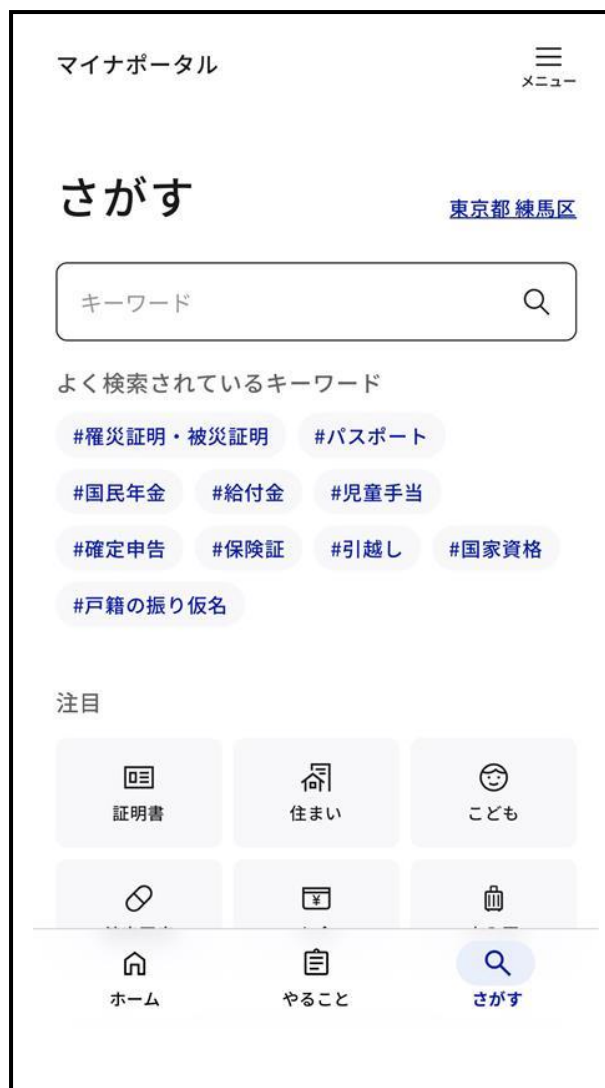 マイナポータル
メニュー
さがす
東京都 練馬区
キーワード
よく検索されているキーワード
#罹災証明・被災証明 #パスポート
#国民年金 #給付金 #児童手当
#確定申告 #保険証 #引越し #国家資格
#戸籍の振り仮名
注目
証明書 住まい こども
ホーム やること さがす